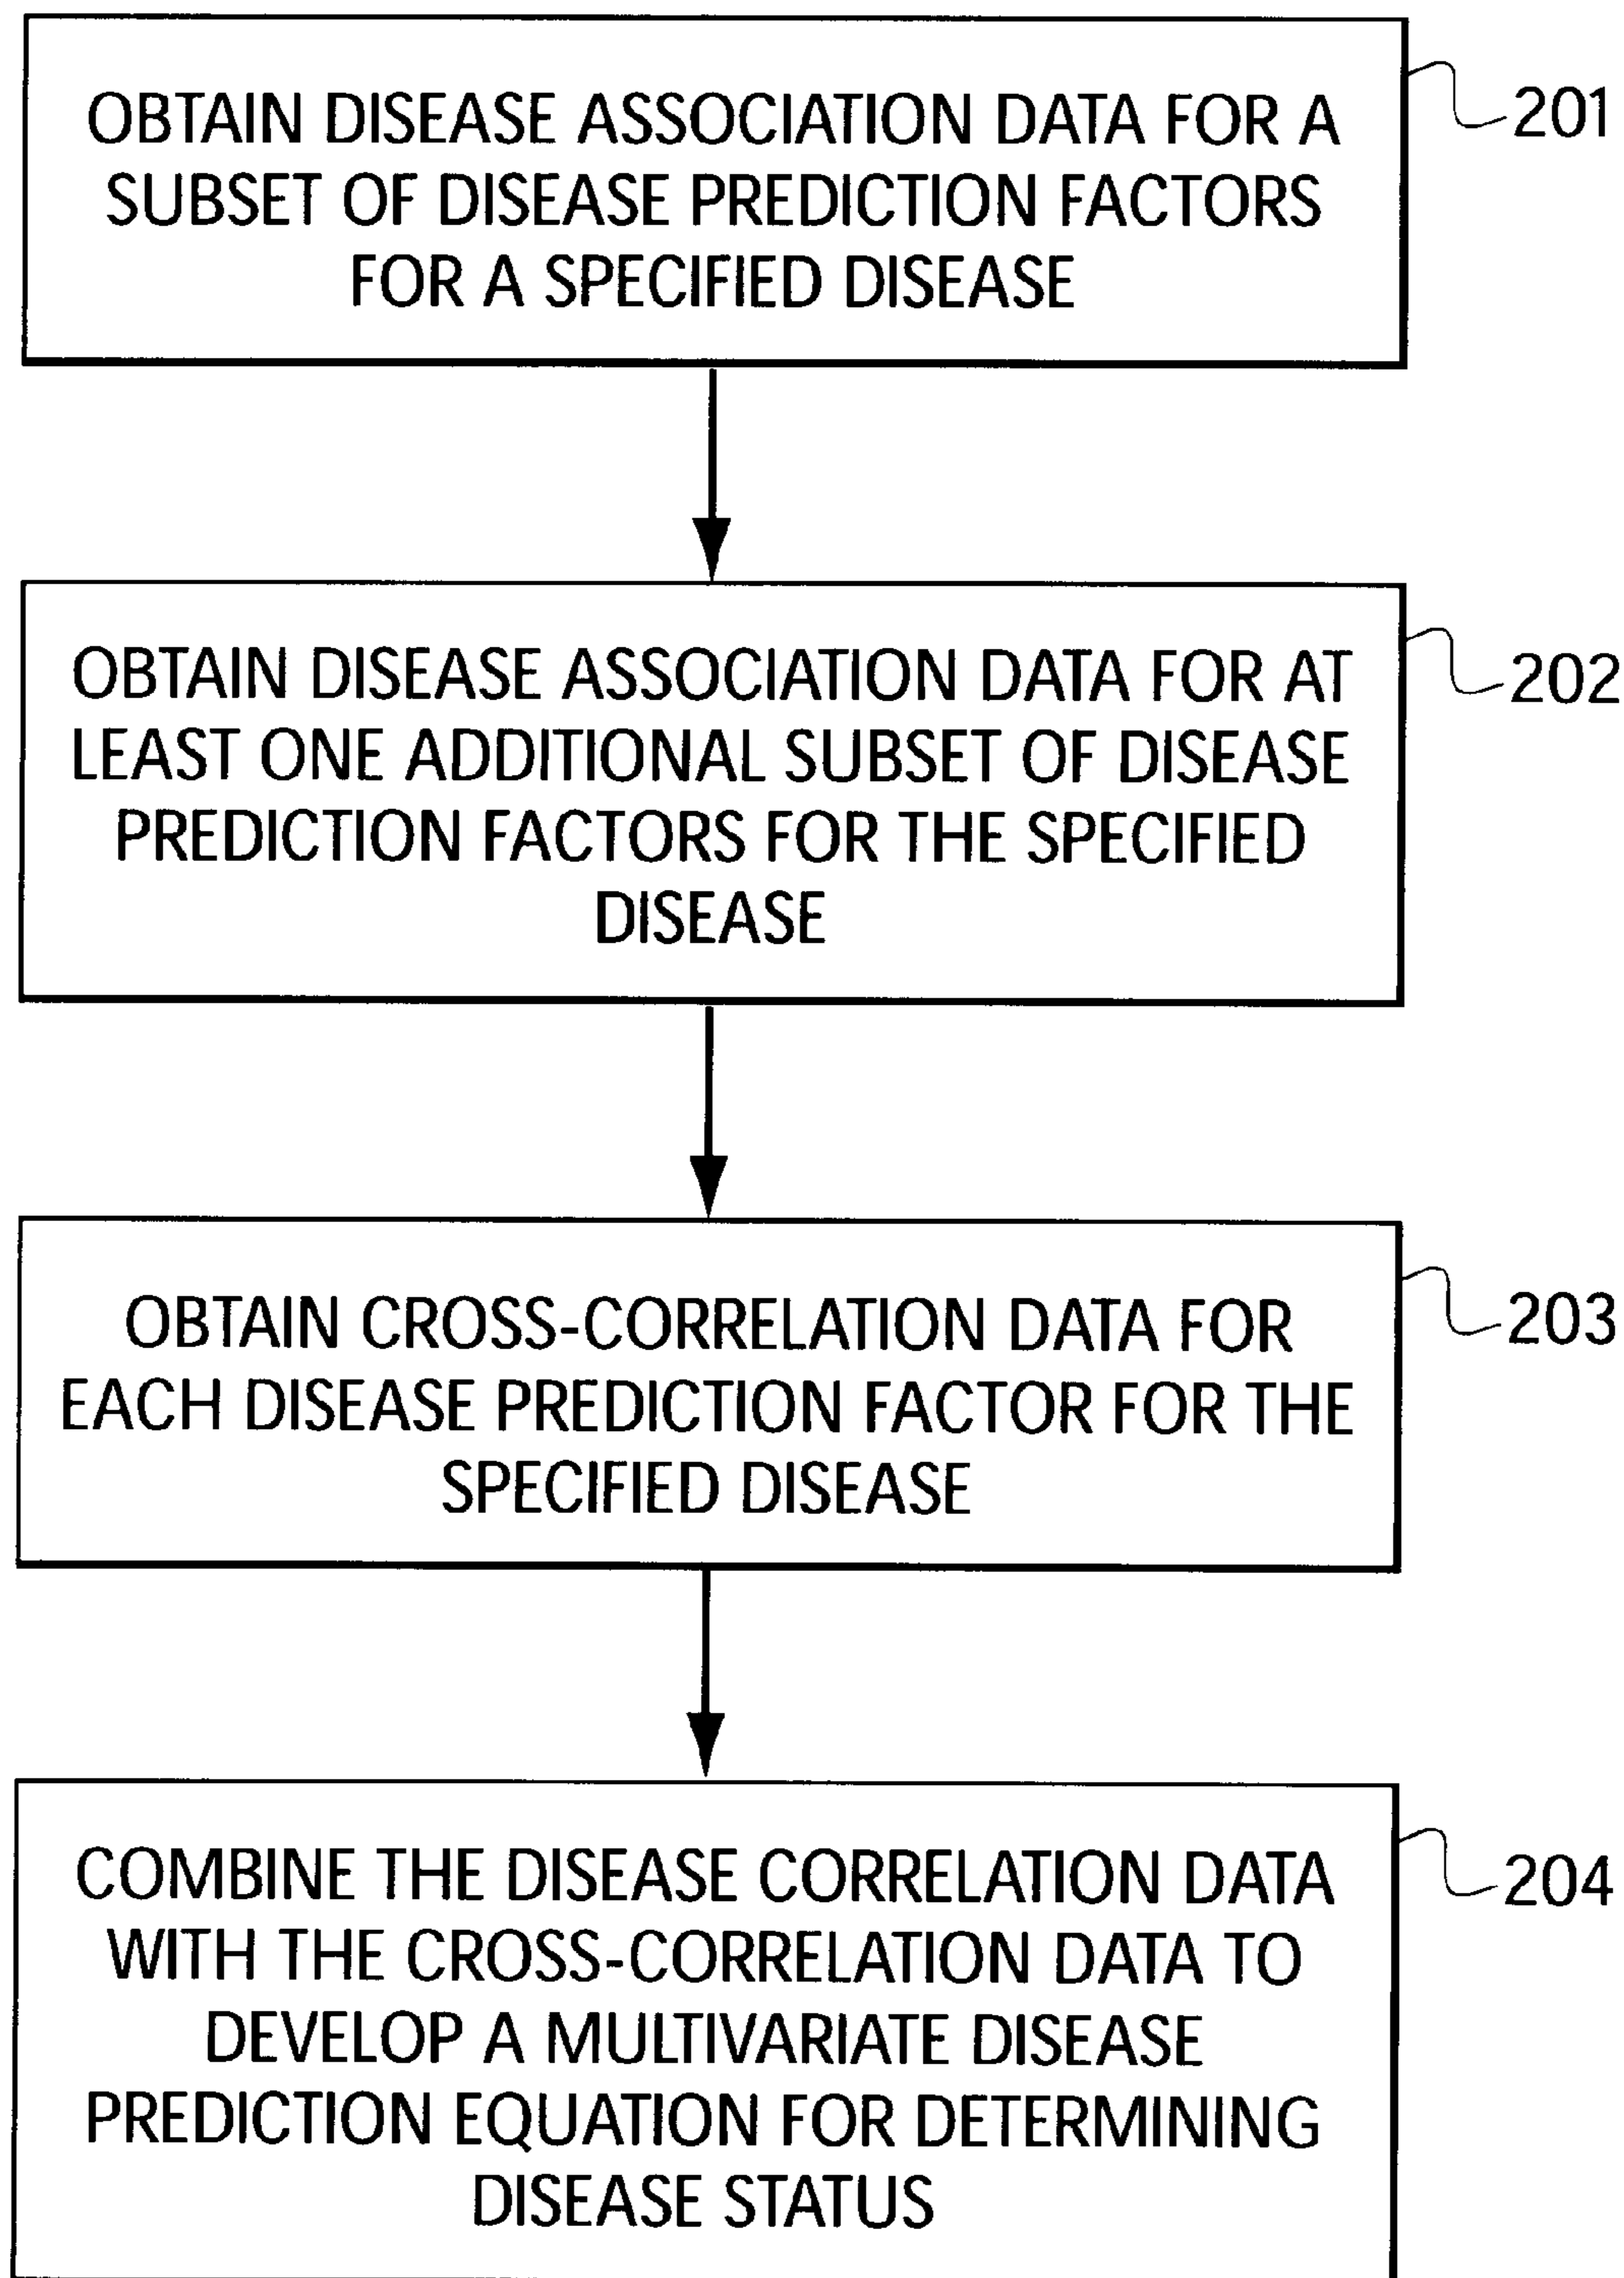 OBTAIN DISEASE ASSOCIATION DATA FOR A
SUBSET OF DISEASE PREDICTION FACTORS
FOR A SPECIFIED DISEASE
201
OBTAIN DISEASE ASSOCIATION DATA FOR AT
LEAST ONE ADDITIONAL SUBSET OF DISEASE
PREDICTION FACTORS FOR THE SPECIFIED
DISEASE
202
OBTAIN CROSS-CORRELATION DATA FOR
EACH DISEASE PREDICTION FACTOR FOR THE
SPECIFIED DISEASE
203
COMBINE THE DISEASE CORRELATION DATA
WITH THE CROSS-CORRELATION DATA TO
DEVELOP A MULTIVARIATE DISEASE
PREDICTION EQUATION FOR DETERMINING
DISEASE STATUS
204